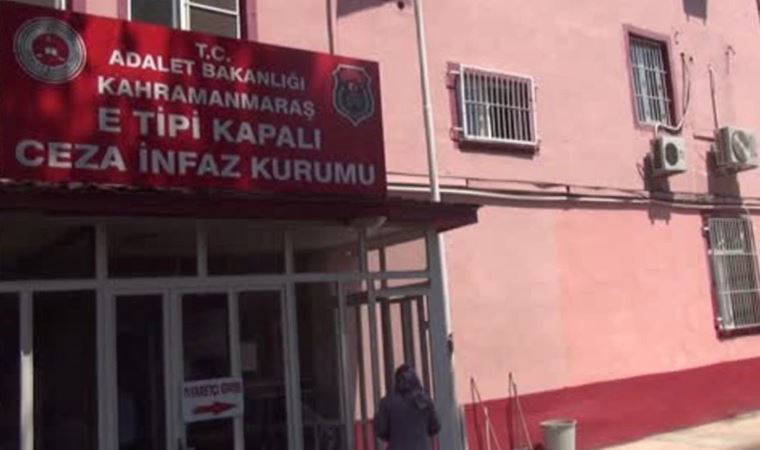 T.C.
ADALET BAKANLIĞI
KAHRAMANMARAŞ
E TİPİ KAPALI
CEZA İNFAZ KURUMU
ZİYARETÇİ GİRİŞİ